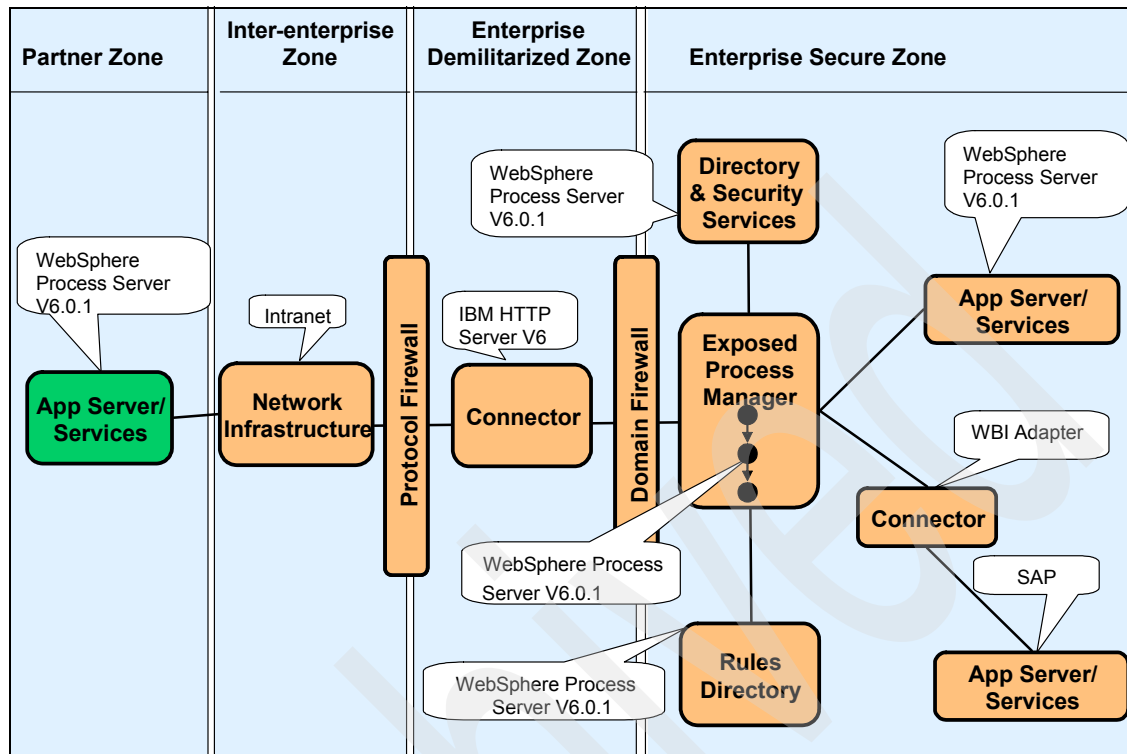 Partner Zone
Inter-enterprise
Zone
Enterprise
Demilitarized Zone
Enterprise Secure Zone
WebSphere
Process Server
V6.0.1
App Server/
Services
Intranet
Network
Infrastructure
Protocol Firewall
IBM HTTP
Server V6
Connector
Domain Firewall
WebSphere
Process Server
V6.0.1
Directory
& Security
Services
Exposed
Process
Manager
WebSphere Process
Server V6.0.1
WebSphere Process
Server V6.0.1
Rules
Directory
WebSphere
Process Server
V6.0.1
App Server/
Services
WBI Adapter
Connector
SAP
App Server/
Services